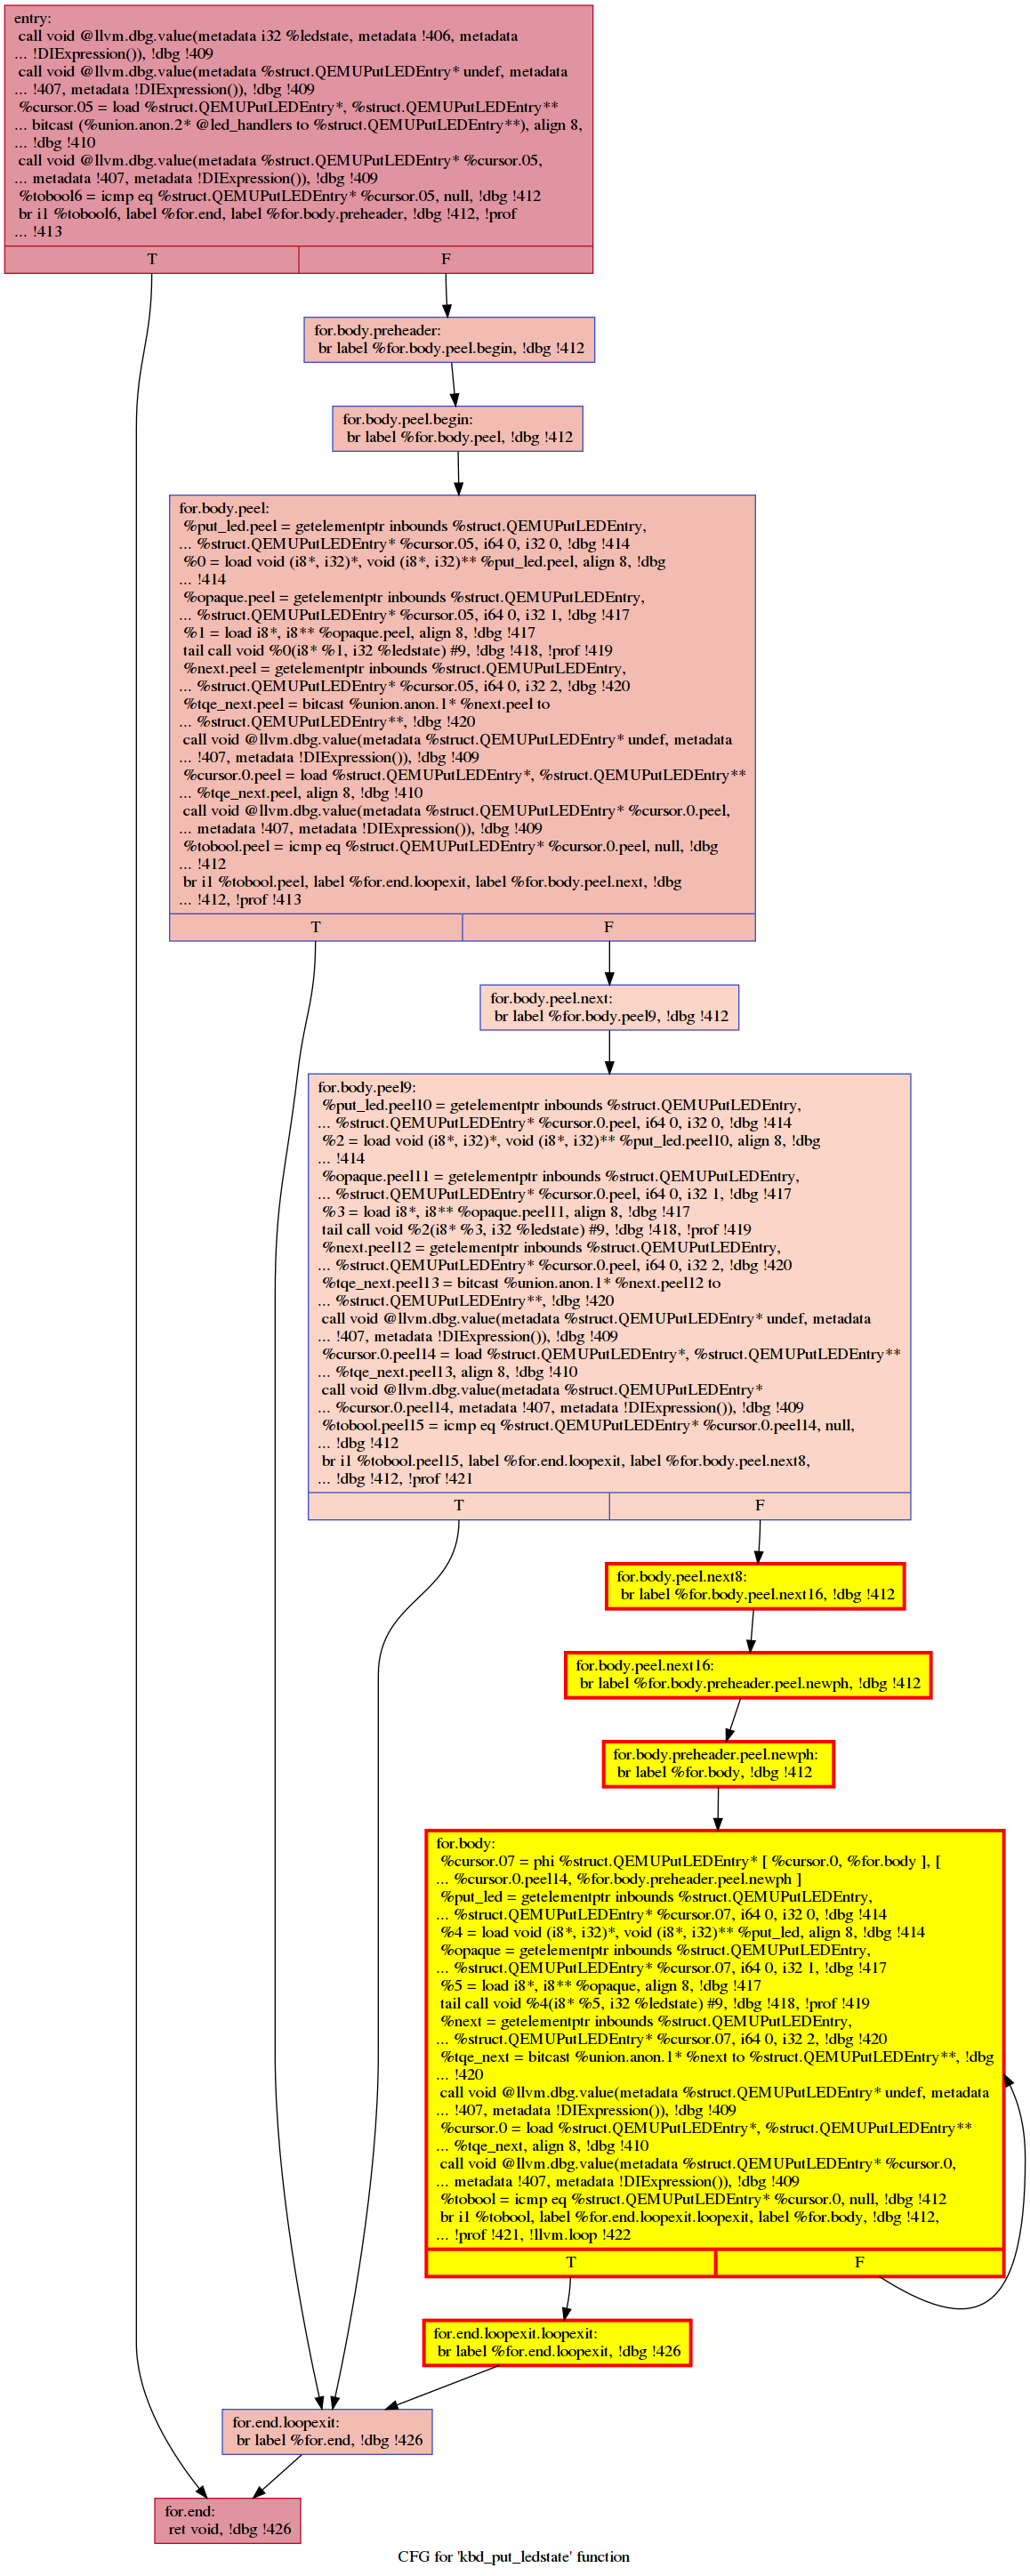 entry:
call void @llvm.dbg.value(metadata i32 %ledstate, metadata !406, metadata
... !DIExpression()), !dbg !409
call void @llvm.dbg.value(metadata %struct.QEMUPutLEDEntry* undef, metadata
... !407, metadata !DIExpression()), !dbg !409
%cursor.05 = load %struct.QEMUPutLEDEntry*, %struct.QEMUPutLEDEntry**
... bitcast (%union.anon.2* @led_handlers to %struct.QEMUPutLEDEntry**), align 8,
... !dbg !410
call void @llvm.dbg.value(metadata %struct.QEMUPutLEDEntry* %cursor.05,
... metadata !407, metadata !DIExpression()), !dbg !409
%tobool6 = icmp eq %struct.QEMUPutLEDEntry* %cursor.05, null, !dbg !412
br i1 %tobool6, label %for.end, label %for.body.preheader, !dbg !412, !prof
... !413
T F
for.body.preheader:
br label %for.body.peel.begin, !dbg !412
for.body.peel.begin:
br label %for.body.peel, !dbg !412
for.body.peel:
%put_led.peel = getelementptr inbounds %struct.QEMUPutLEDEntry,
... %struct.QEMUPutLEDEntry* %cursor.05, i64 0, i32 0, !dbg !414
%0 = load void (i8*, i32)*, void (i8*, i32)** %put_led.peel, align 8, !dbg
... !414
%opaque.peel = getelementptr inbounds %struct.QEMUPutLEDEntry,
... %struct.QEMUPutLEDEntry* %cursor.05, i64 0, i32 1, !dbg !417
%1 = load i8*, i8** %opaque.peel, align 8, !dbg !417
tail call void %0(i8* %1, i32 %ledstate) #9, !dbg !418, !prof !419
%next.peel = getelementptr inbounds %struct.QEMUPutLEDEntry,
... %struct.QEMUPutLEDEntry* %cursor.05, i64 0, i32 2, !dbg !420
%tqe_next.peel = bitcast %union.anon.1* %next.peel to
... %struct.QEMUPutLEDEntry**, !dbg !420
call void @llvm.dbg.value(metadata %struct.QEMUPutLEDEntry* undef, metadata
... !407, metadata !DIExpression()), !dbg !409
%cursor.0.peel = load %struct.QEMUPutLEDEntry*, %struct.QEMUPutLEDEntry**
... %tqe_next.peel, align 8, !dbg !410
call void @llvm.dbg.value(metadata %struct.QEMUPutLEDEntry* %cursor.0.peel,
... metadata !407, metadata !DIExpression()), !dbg !409
%tobool.peel = icmp eq %struct.QEMUPutLEDEntry* %cursor.0.peel, null, !dbg
... !412
br i1 %tobool.peel, label %for.end.loopexit, label %for.body.peel.next, !dbg
... !412, !prof !413
T F
for.body.peel.next:
br label %for.body.peel9, !dbg !412
for.body.peel9:
%put_led.peel10 = getelementptr inbounds %struct.QEMUPutLEDEntry,
... %struct.QEMUPutLEDEntry* %cursor.0.peel, i64 0, i32 0, !dbg !414
%2 = load void (i8*, i32)*, void (i8*, i32)** %put_led.peel10, align 8, !dbg
... !414
%opaque.peel11 = getelementptr inbounds %struct.QEMUPutLEDEntry,
... %struct.QEMUPutLEDEntry* %cursor.0.peel, i64 0, i32 1, !dbg !417
%3 = load i8*, i8** %opaque.peel11, align 8, !dbg !417
tail call void %2(i8* %3, i32 %ledstate) #9, !dbg !418, !prof !419
%next.peel12 = getelementptr inbounds %struct.QEMUPutLEDEntry,
... %struct.QEMUPutLEDEntry* %cursor.0.peel, i64 0, i32 2, !dbg !420
%tqe_next.peel13 = bitcast %union.anon.1* %next.peel12 to
... %struct.QEMUPutLEDEntry**, !dbg !420
call void @llvm.dbg.value(metadata %struct.QEMUPutLEDEntry* undef, metadata
... !407, metadata !DIExpression()), !dbg !409
%cursor.0.peel14 = load %struct.QEMUPutLEDEntry*, %struct.QEMUPutLEDEntry**
... %tqe_next.peel13, align 8, !dbg !410
call void @llvm.dbg.value(metadata %struct.QEMUPutLEDEntry*
... %cursor.0.peel14, metadata !407, metadata !DIExpression()), !dbg !409
%tobool.peel15 = icmp eq %struct.QEMUPutLEDEntry* %cursor.0.peel14, null,
... !dbg !412
br i1 %tobool.peel15, label %for.end.loopexit, label %for.body.peel.next8,
... !dbg !412, !prof !421
T F
for.body.peel.next8:
br label %for.body.peel.next16, !dbg !412
for.body.peel.next16:
br label %for.body.preheader.peel.newph, !dbg !412
for.body.preheader.peel.newph:
br label %for.body, !dbg !412
for.body:
%cursor.07 = phi %struct.QEMUPutLEDEntry* [ %cursor.0, %for.body ], [
... %cursor.0.peel14, %for.body.preheader.peel.newph ]
%put_led = getelementptr inbounds %struct.QEMUPutLEDEntry,
... %struct.QEMUPutLEDEntry* %cursor.07, i64 0, i32 0, !dbg !414
%4 = load void (i8*, i32)*, void (i8*, i32)** %put_led, align 8, !dbg !414
%opaque = getelementptr inbounds %struct.QEMUPutLEDEntry,
... %struct.QEMUPutLEDEntry* %cursor.07, i64 0, i32 1, !dbg !417
%5 = load i8*, i8** %opaque, align 8, !dbg !417
tail call void %4(i8* %5, i32 %ledstate) #9, !dbg !418, !prof !419
%next = getelementptr inbounds %struct.QEMUPutLEDEntry,
... %struct.QEMUPutLEDEntry* %cursor.07, i64 0, i32 2, !dbg !420
%tqe_next = bitcast %union.anon.1* %next to %struct.QEMUPutLEDEntry**, !dbg
... !420
call void @llvm.dbg.value(metadata %struct.QEMUPutLEDEntry* undef, metadata
... !407, metadata !DIExpression()), !dbg !409
%cursor.0 = load %struct.QEMUPutLEDEntry*, %struct.QEMUPutLEDEntry**
... %tqe_next, align 8, !dbg !410
call void @llvm.dbg.value(metadata %struct.QEMUPutLEDEntry* %cursor.0,
... metadata !407, metadata !DIExpression()), !dbg !409
%tobool = icmp eq %struct.QEMUPutLEDEntry* %cursor.0, null, !dbg !412
br i1 %tobool, label %for.end.loopexit.loopexit, label %for.body, !dbg !412,
... !prof !421, !llvm.loop !422
T F
for.end.loopexit.loopexit:
br label %for.end.loopexit, !dbg !426
for.end.loopexit:
br label %for.end, !dbg !426
for.end:
ret void, !dbg !426
CFG for 'kbd_put_ledstate' function